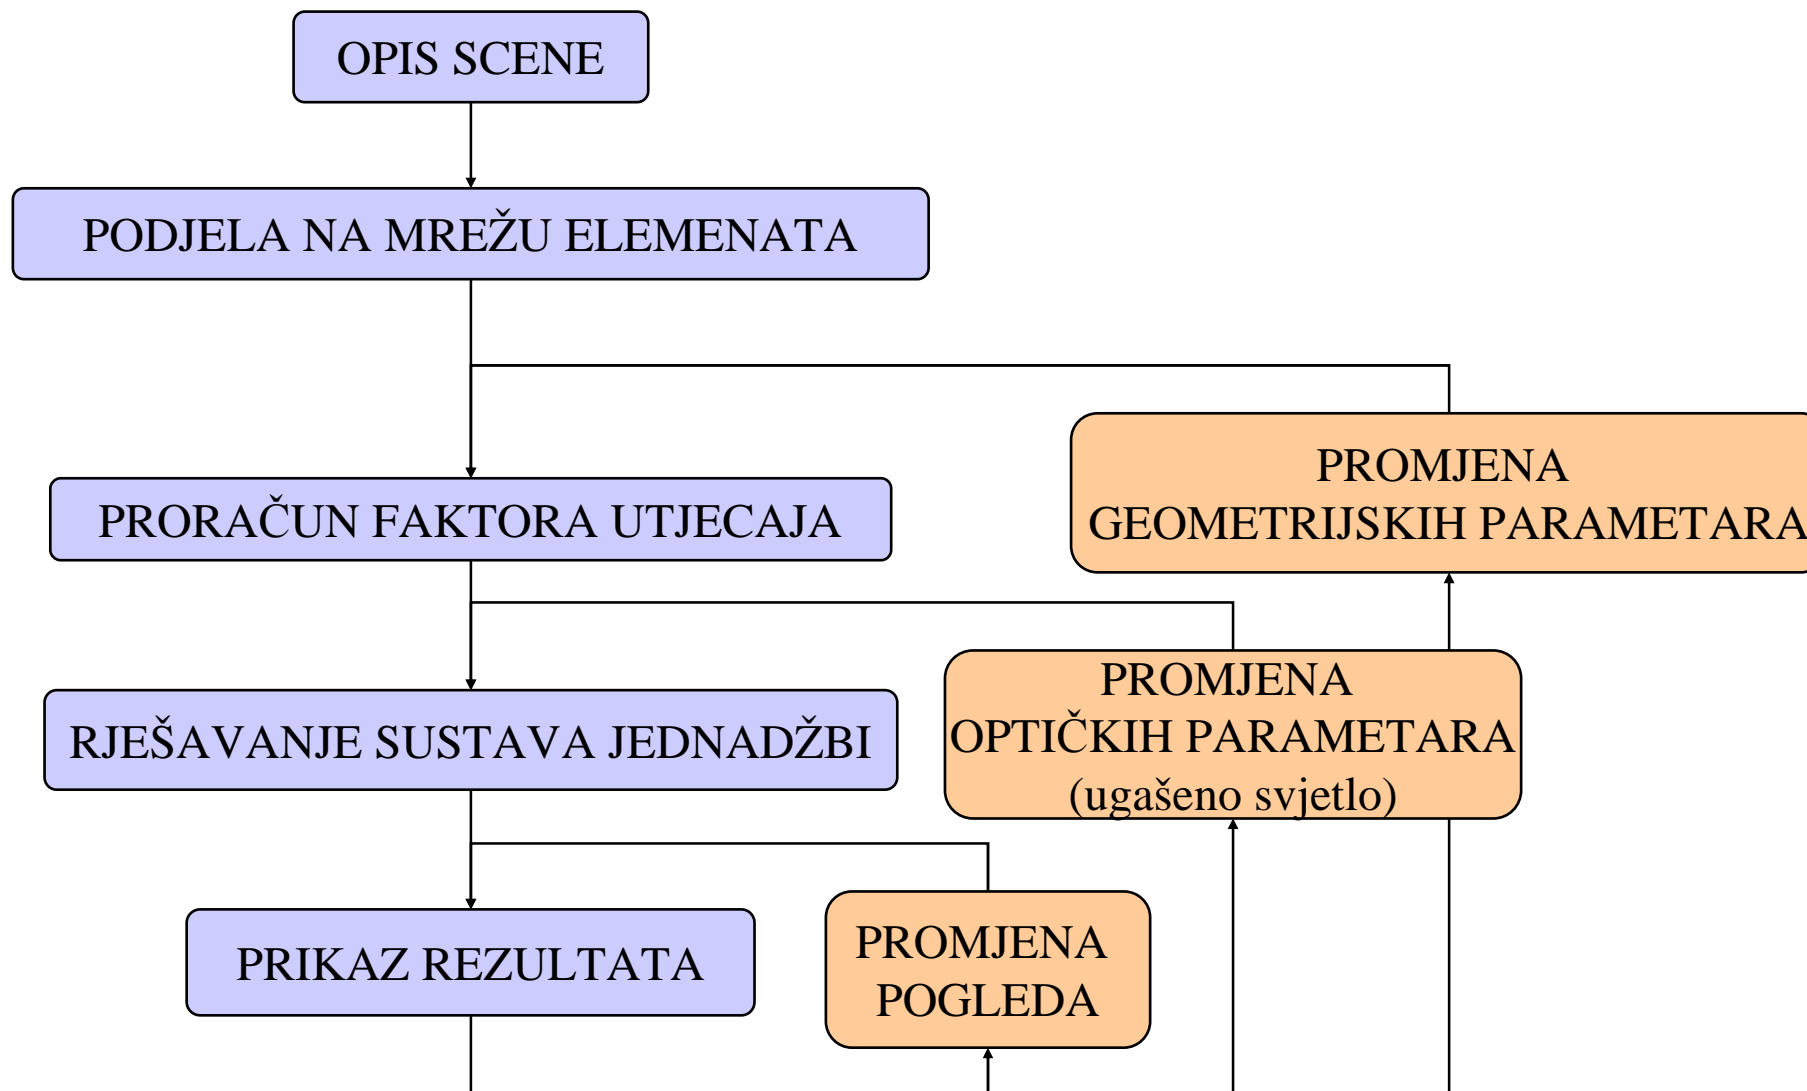 OPIS SCENE
PODJELA NA MREŽU ELEMENATA
PROMJENA
GEOMETRIJSKIH PARAMETARA
PRORAČUN FAKTORA UTJECAJA
PROMJENA
OPTIČKIH PARAMETARA
(ugašeno svjetlo)
RJEŠAVANJE SUSTAVA JEDNADŽBI
PROMJENA
POGLEDA
PRIKAZ REZULTATA